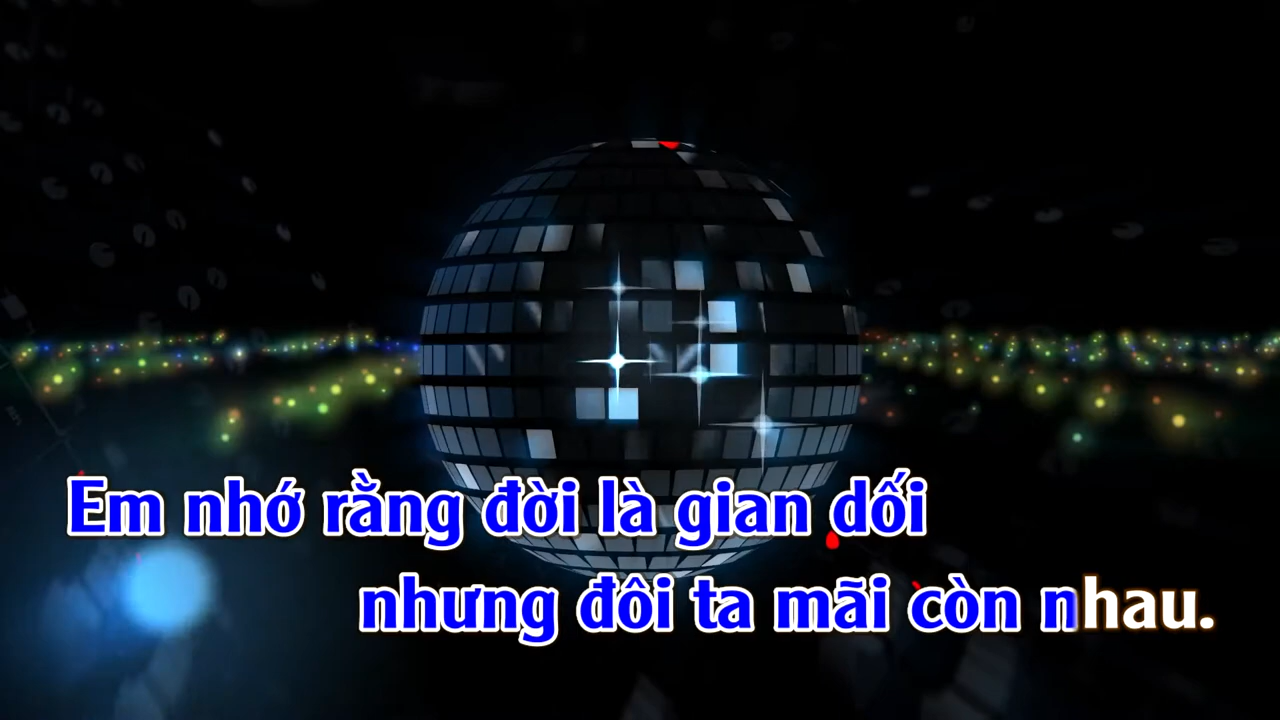 Em nhớ rằng đời là gian dối
nhưng đôi ta mãi còn nhau.